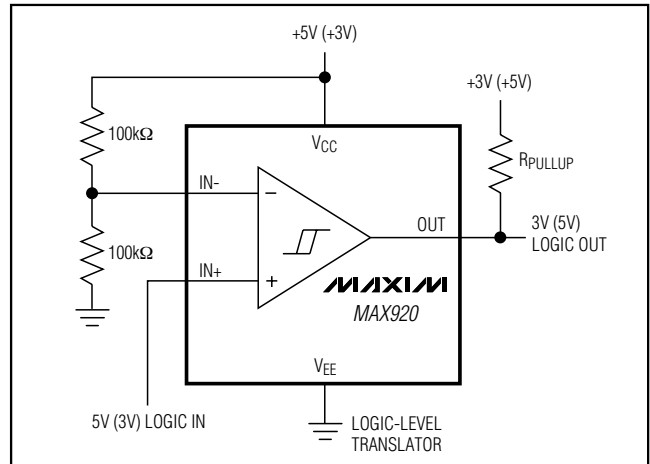 +5V (+3V)
+3V (+5V)
100kΩ
VCC
RPULLUP
IN-
−
OUT
3V (5V)
LOGIC OUT
100kΩ
IN+
+
MAXIM
MAX920
VEE
5V (3V) LOGIC IN
LOGIC-LEVEL
TRANSLATOR